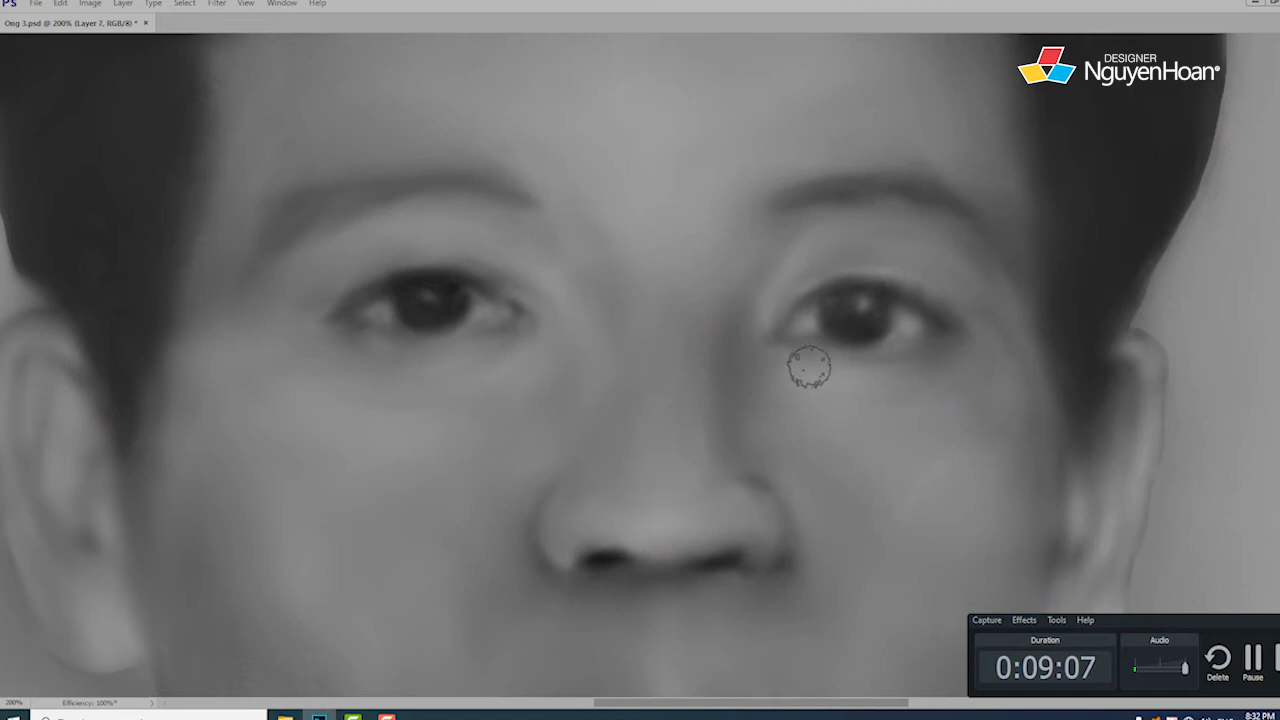 Ps File Edit Image Layer Type Select Filter View Window Help
Ong 3.psd @ 200% (Layer 7, RGB/8) * ×
DESIGNER
NguyenHoan®
Capture Effects Tools Help
Duration Audio
0:09:07
Delete Pause
200% Efficiency: 100%*
8:32 PM